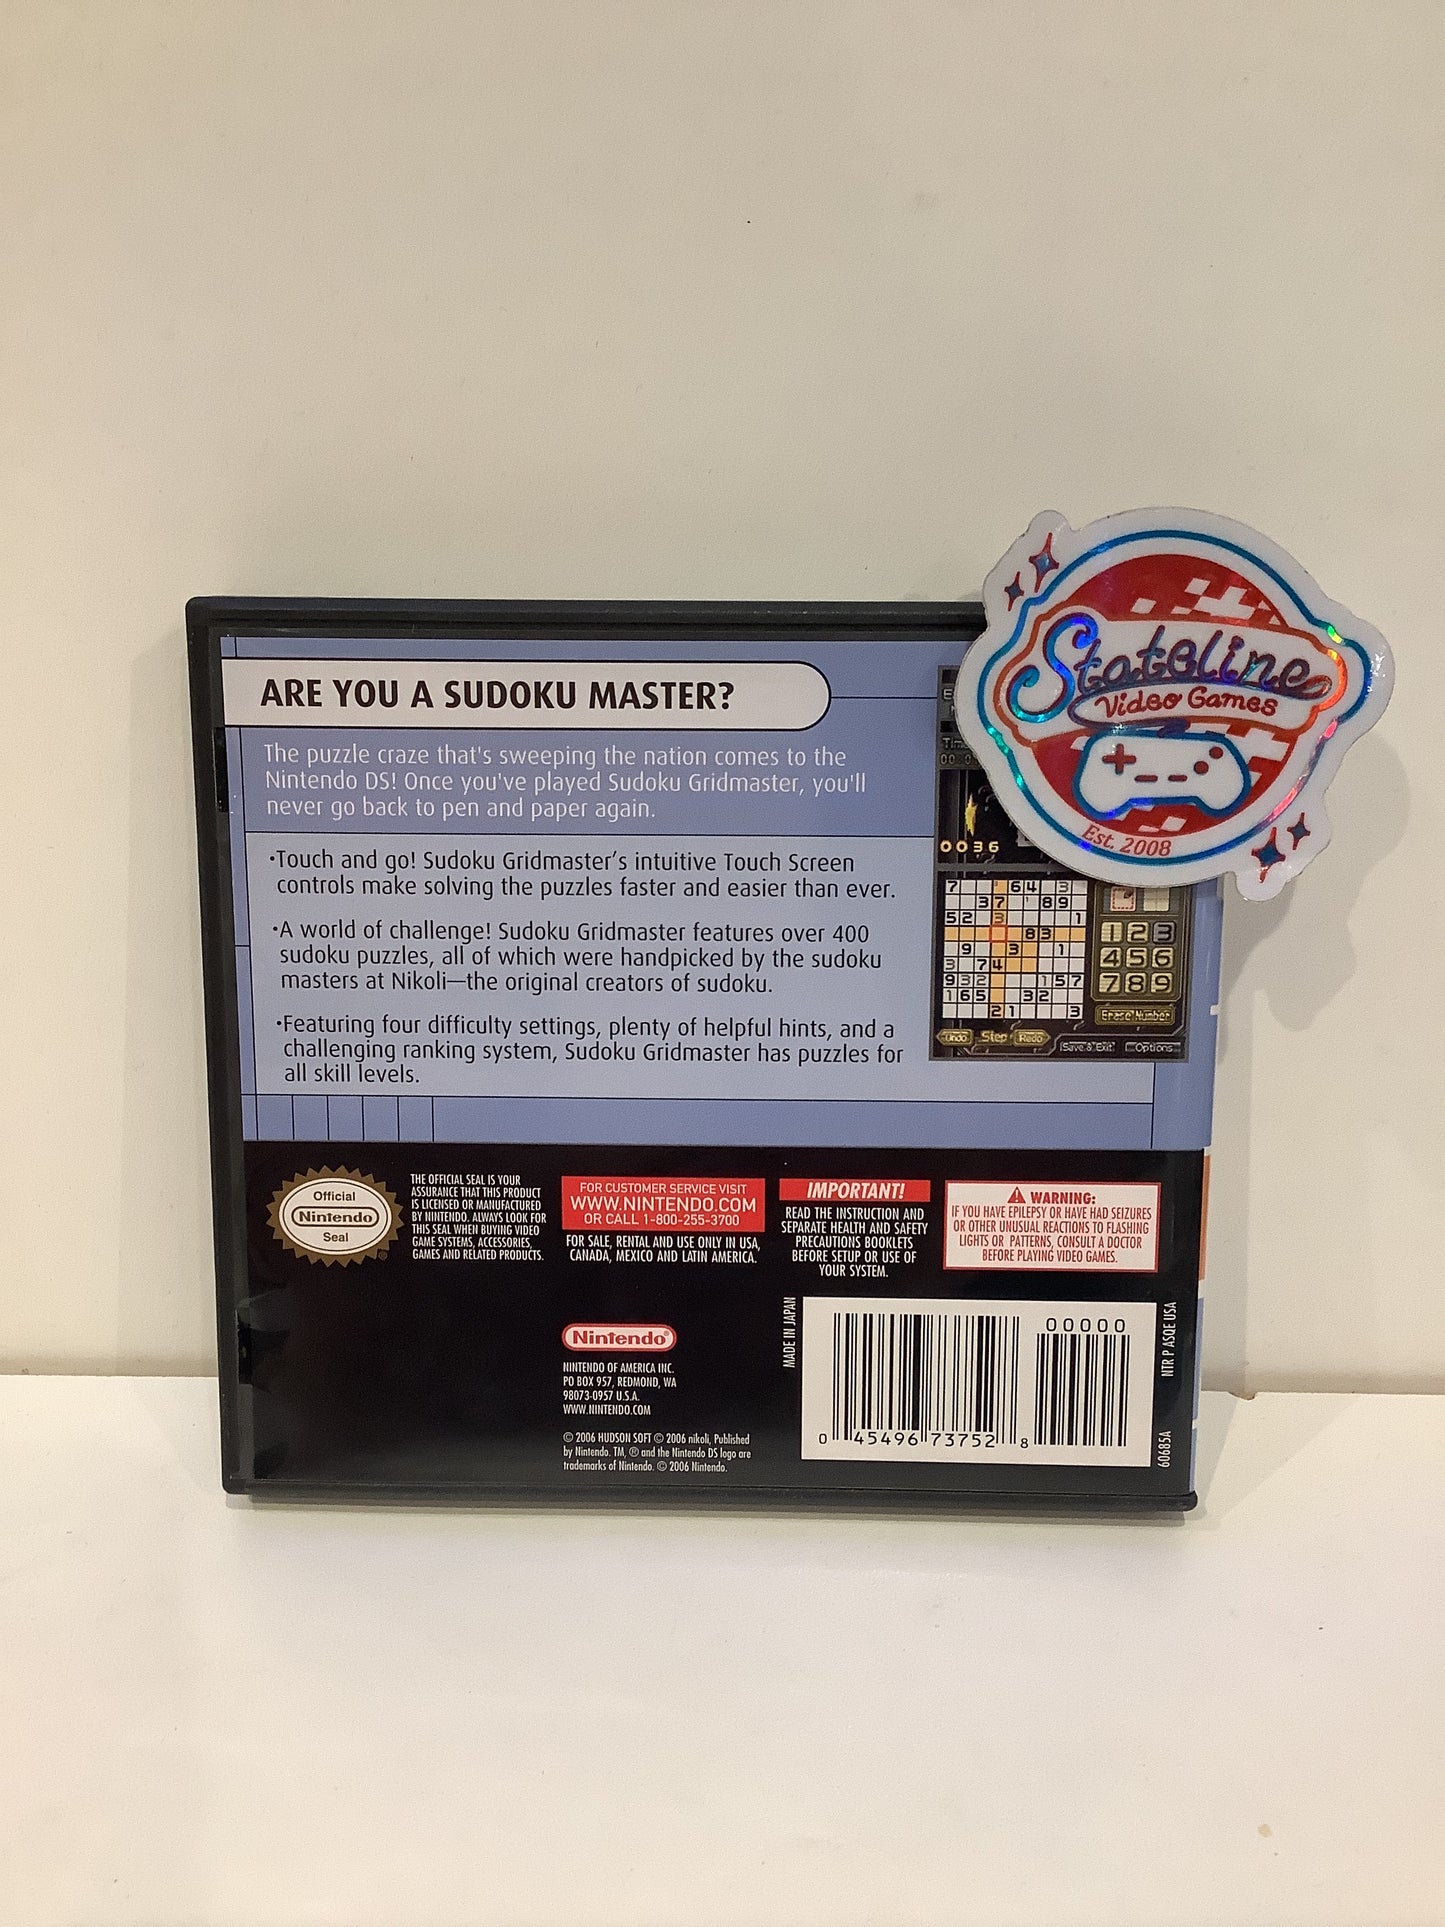 Stateline
Video Games
Est. 2008
ARE YOU A SUDOKU MASTER?
The puzzle craze that's sweeping the nation comes to the
Nintendo DS! Once you've played Sudoku Gridmaster, you'll
never go back to pen and paper again.
•Touch and go! Sudoku Gridmaster's intuitive Touch Screen
controls make solving the puzzles faster and easier than ever.
•A world of challenge! Sudoku Gridmaster features over 400
sudoku puzzles, all of which were handpicked by the sudoku
masters at Nikoli—the original creators of sudoku.
•Featuring four difficulty settings, plenty of helpful hints, and a
challenging ranking system, Sudoku Gridmaster has puzzles for
all skill levels.
0036
1 2 3
4 5 6
7 8 9
Erase Number
Undo Step Redo Save & Exit Options
Official
Nintendo
Seal
THE OFFICIAL SEAL IS YOUR
ASSURANCE THAT THIS PRODUCT
IS LICENSED OR MANUFACTURED
BY NINTENDO. ALWAYS LOOK FOR
THIS SEAL WHEN BUYING VIDEO
GAME SYSTEMS, ACCESSORIES,
GAMES AND RELATED PRODUCTS.
FOR CUSTOMER SERVICE VISIT
WWW.NINTENDO.COM
OR CALL 1-800-255-3700
FOR SALE, RENTAL AND USE ONLY IN USA,
CANADA, MEXICO AND LATIN AMERICA.
IMPORTANT!
READ THE INSTRUCTION AND
SEPARATE HEALTH AND SAFETY
PRECAUTIONS BOOKLETS
BEFORE SETUP OR USE OF
YOUR SYSTEM.
WARNING:
IF YOU HAVE EPILEPSY OR HAVE HAD SEIZURES
OR OTHER UNUSUAL REACTIONS TO FLASHING
LIGHTS OR PATTERNS, CONSULT A DOCTOR
BEFORE PLAYING VIDEO GAMES.
Nintendo®
NINTENDO OF AMERICA INC.
PO BOX 957, REDMOND, WA
98073-0957 U.S.A.
WWW.NINTENDO.COM
© 2006 HUDSON SOFT © 2006 nikoli, Published
by Nintendo. TM, ® and the Nintendo DS logo are
trademarks of Nintendo. © 2006 Nintendo.
MADE IN JAPAN
00000
0 45496 73752 8
NTR P ASQE USA
60685A